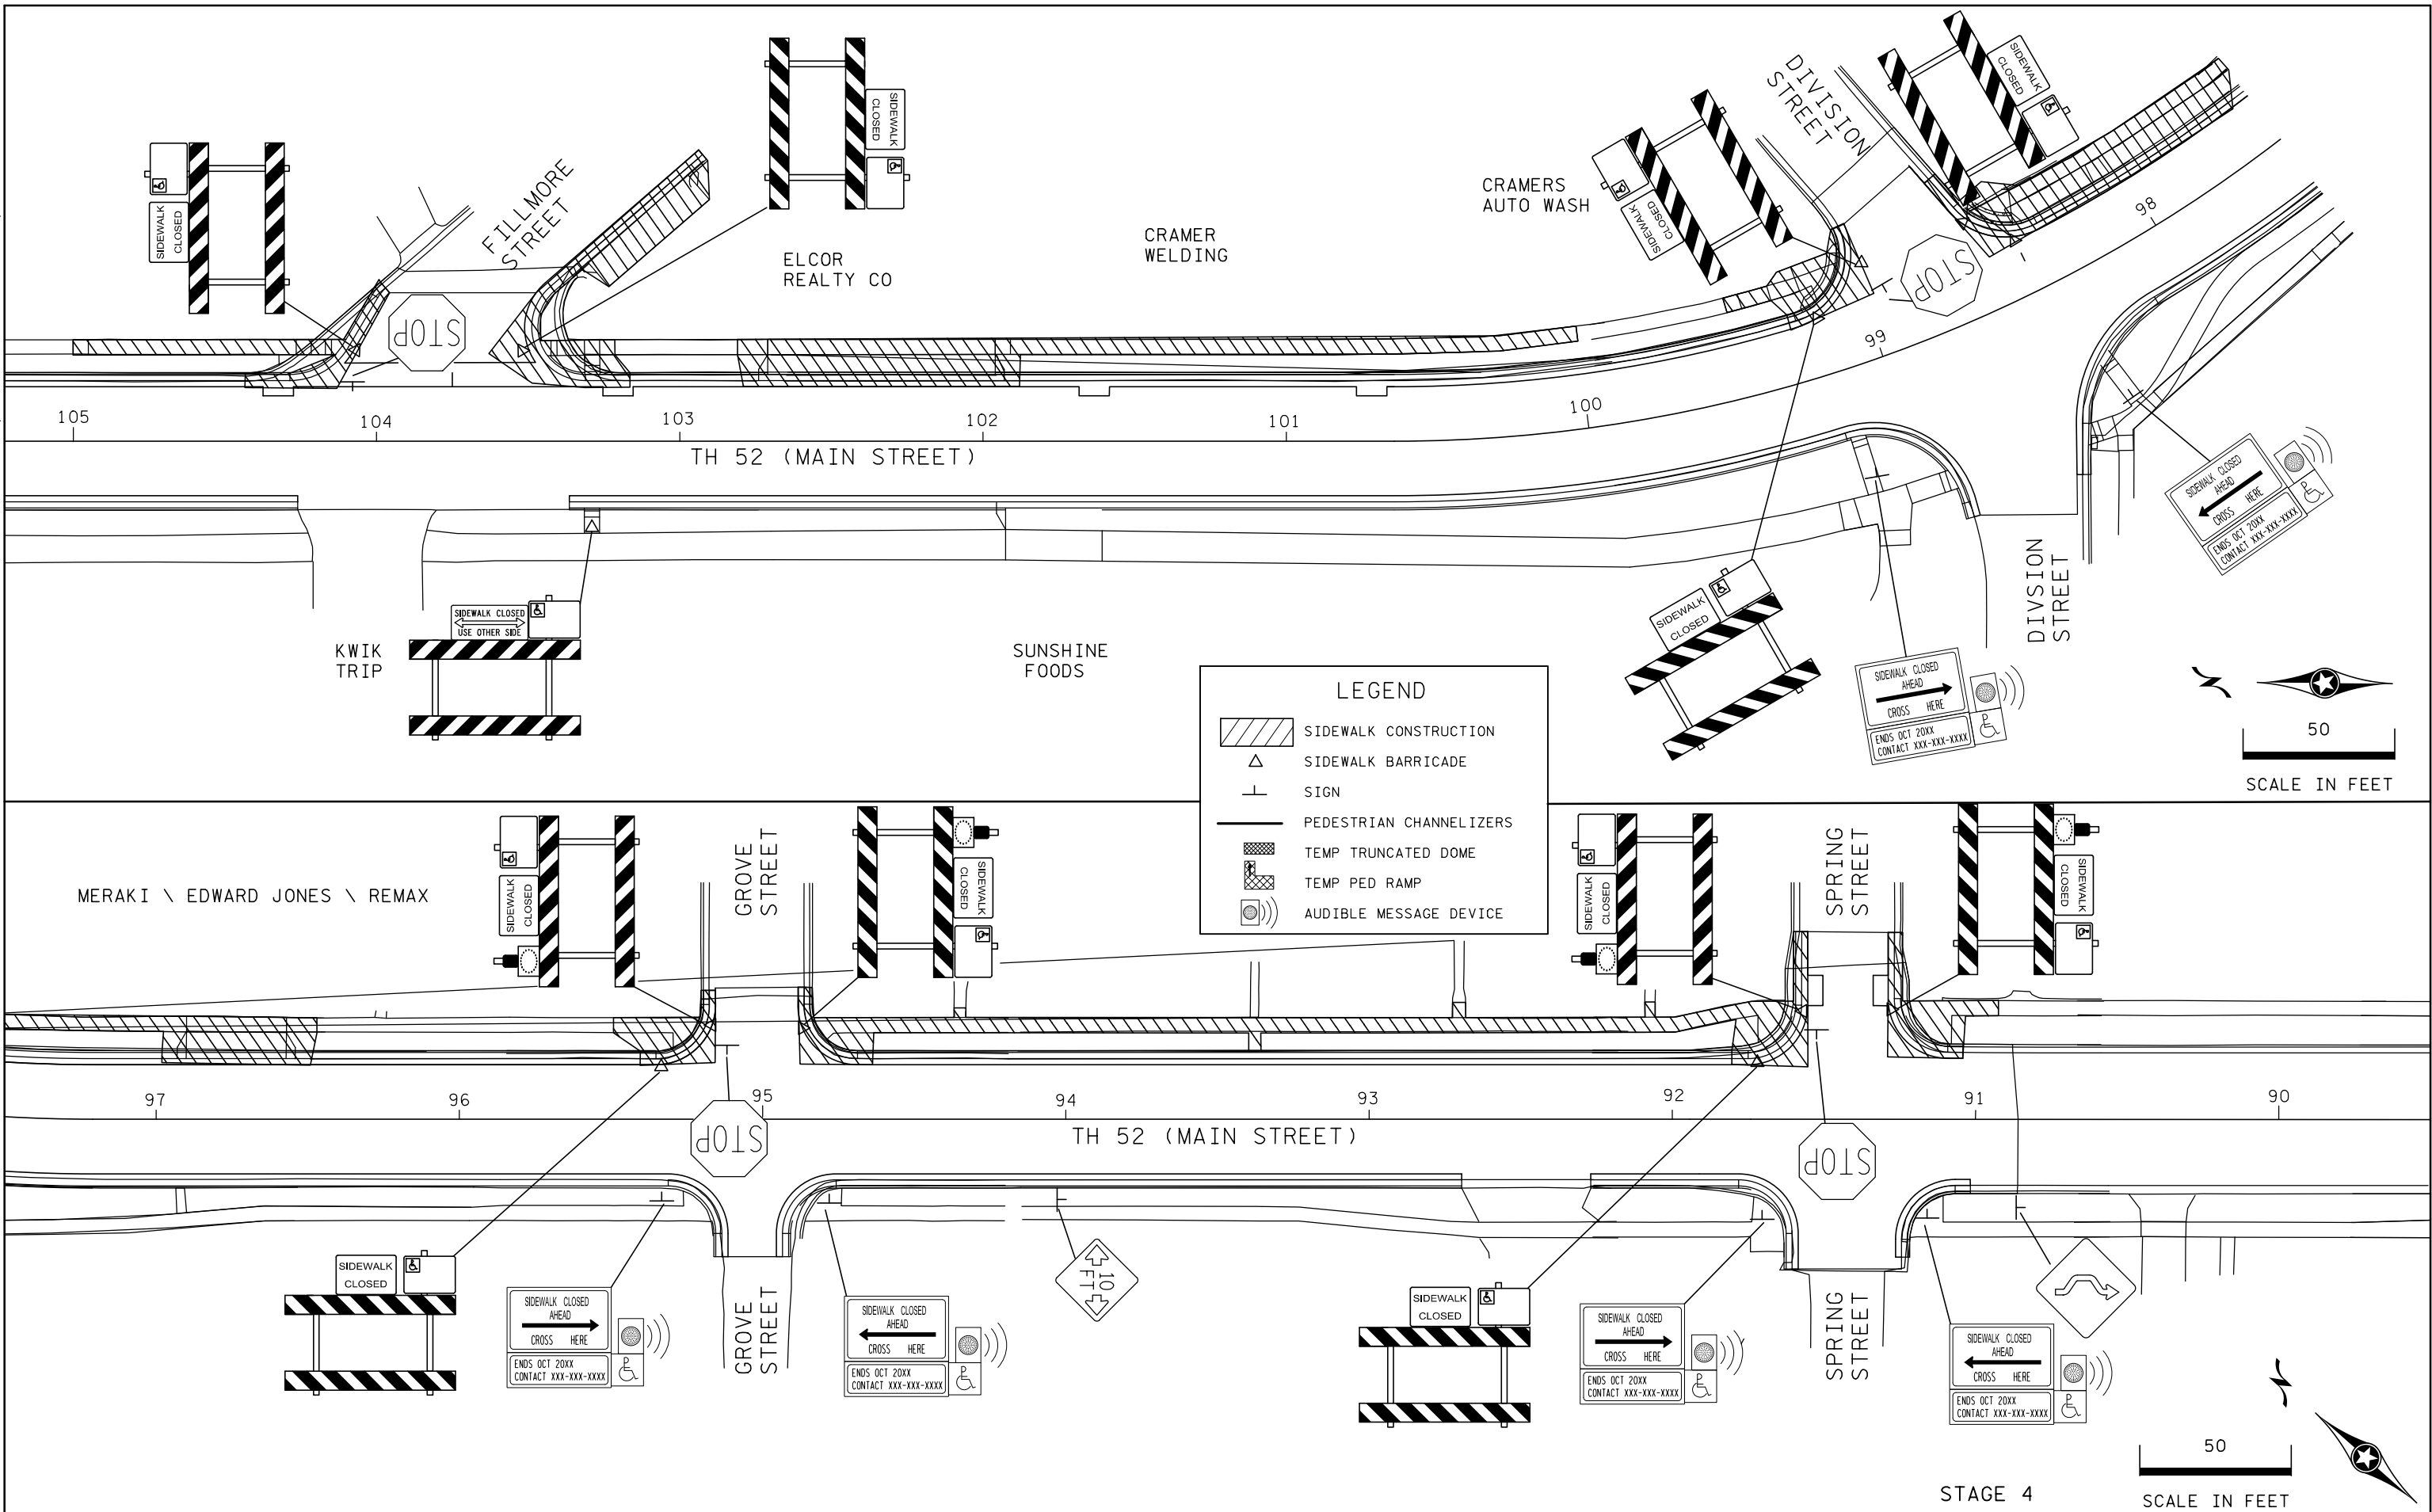 SIDEWALK
CLOSED
FILLMORE
STREET
SIDEWALK
CLOSED
ELCOR
REALTY CO
CRAMER
WELDING
CRAMERS
AUTO WASH
SIDEWALK
CLOSED
DIVISION
STREET
SIDEWALK
CLOSED
STOP
STOP
105
104
103
102
101
100
99
98
TH 52 (MAIN STREET)
SIDEWALK CLOSED
AHEAD
CROSS HERE
ENDS OCT 20XX
CONTACT XXX-XXX-XXXX
SIDEWALK CLOSED
USE OTHER SIDE
KWIK
TRIP
SUNSHINE
FOODS
SIDEWALK
CLOSED
SIDEWALK CLOSED
AHEAD
CROSS HERE
ENDS OCT 20XX
CONTACT XXX-XXX-XXXX
DIVSION
STREET
50
SCALE IN FEET
LEGEND
SIDEWALK CONSTRUCTION
SIDEWALK BARRICADE
SIGN
PEDESTRIAN CHANNELIZERS
TEMP TRUNCATED DOME
TEMP PED RAMP
AUDIBLE MESSAGE DEVICE
MERAKI \ EDWARD JONES \ REMAX
SIDEWALK
CLOSED
GROVE
STREET
SIDEWALK
CLOSED
SIDEWALK
CLOSED
SPRING
STREET
SIDEWALK
CLOSED
97
96
95
94
93
92
91
90
STOP
TH 52 (MAIN STREET)
STOP
SIDEWALK
CLOSED
SIDEWALK CLOSED
AHEAD
CROSS HERE
ENDS OCT 20XX
CONTACT XXX-XXX-XXXX
GROVE
STREET
SIDEWALK CLOSED
AHEAD
CROSS HERE
ENDS OCT 20XX
CONTACT XXX-XXX-XXXX
10
FT
SIDEWALK
CLOSED
SIDEWALK CLOSED
AHEAD
CROSS HERE
ENDS OCT 20XX
CONTACT XXX-XXX-XXXX
P
SPRING
STREET
SIDEWALK CLOSED
AHEAD
CROSS HERE
ENDS OCT 20XX
CONTACT XXX-XXX-XXXX
P
STAGE 4
50
SCALE IN FEET